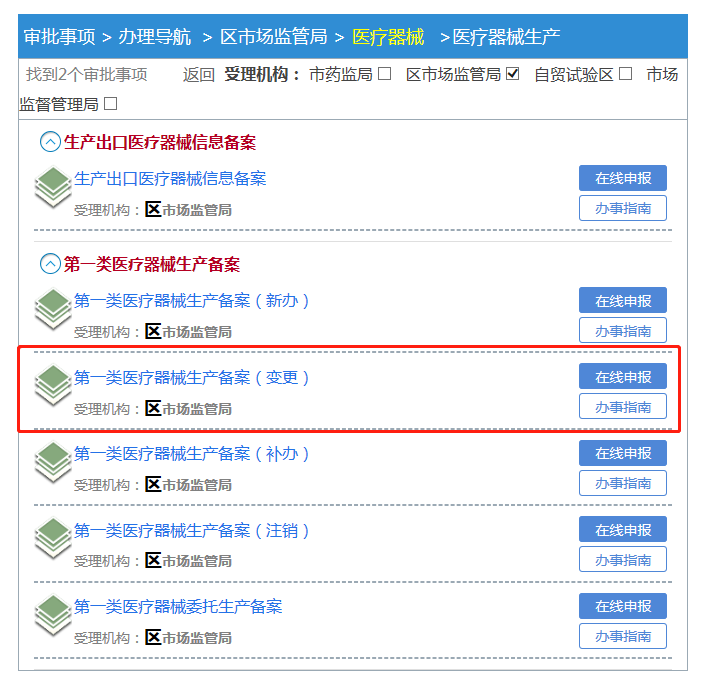 审批事项 > 办理导航 > 区市场监管局 > 医疗器械 >医疗器械生产
找到2个审批事项 返回 受理机构： 市药监局 区市场监管局 自贸试验区 市场
监督管理局
生产出口医疗器械信息备案
生产出口医疗器械信息备案 在线申报
受理机构：区市场监管局 办事指南
第一类医疗器械生产备案
第一类医疗器械生产备案（新办） 在线申报
受理机构：区市场监管局 办事指南
第一类医疗器械生产备案（变更） 在线申报
受理机构：区市场监管局 办事指南
第一类医疗器械生产备案（补办） 在线申报
受理机构：区市场监管局 办事指南
第一类医疗器械生产备案（注销） 在线申报
受理机构：区市场监管局 办事指南
第一类医疗器械委托生产备案 在线申报
受理机构：区市场监管局 办事指南